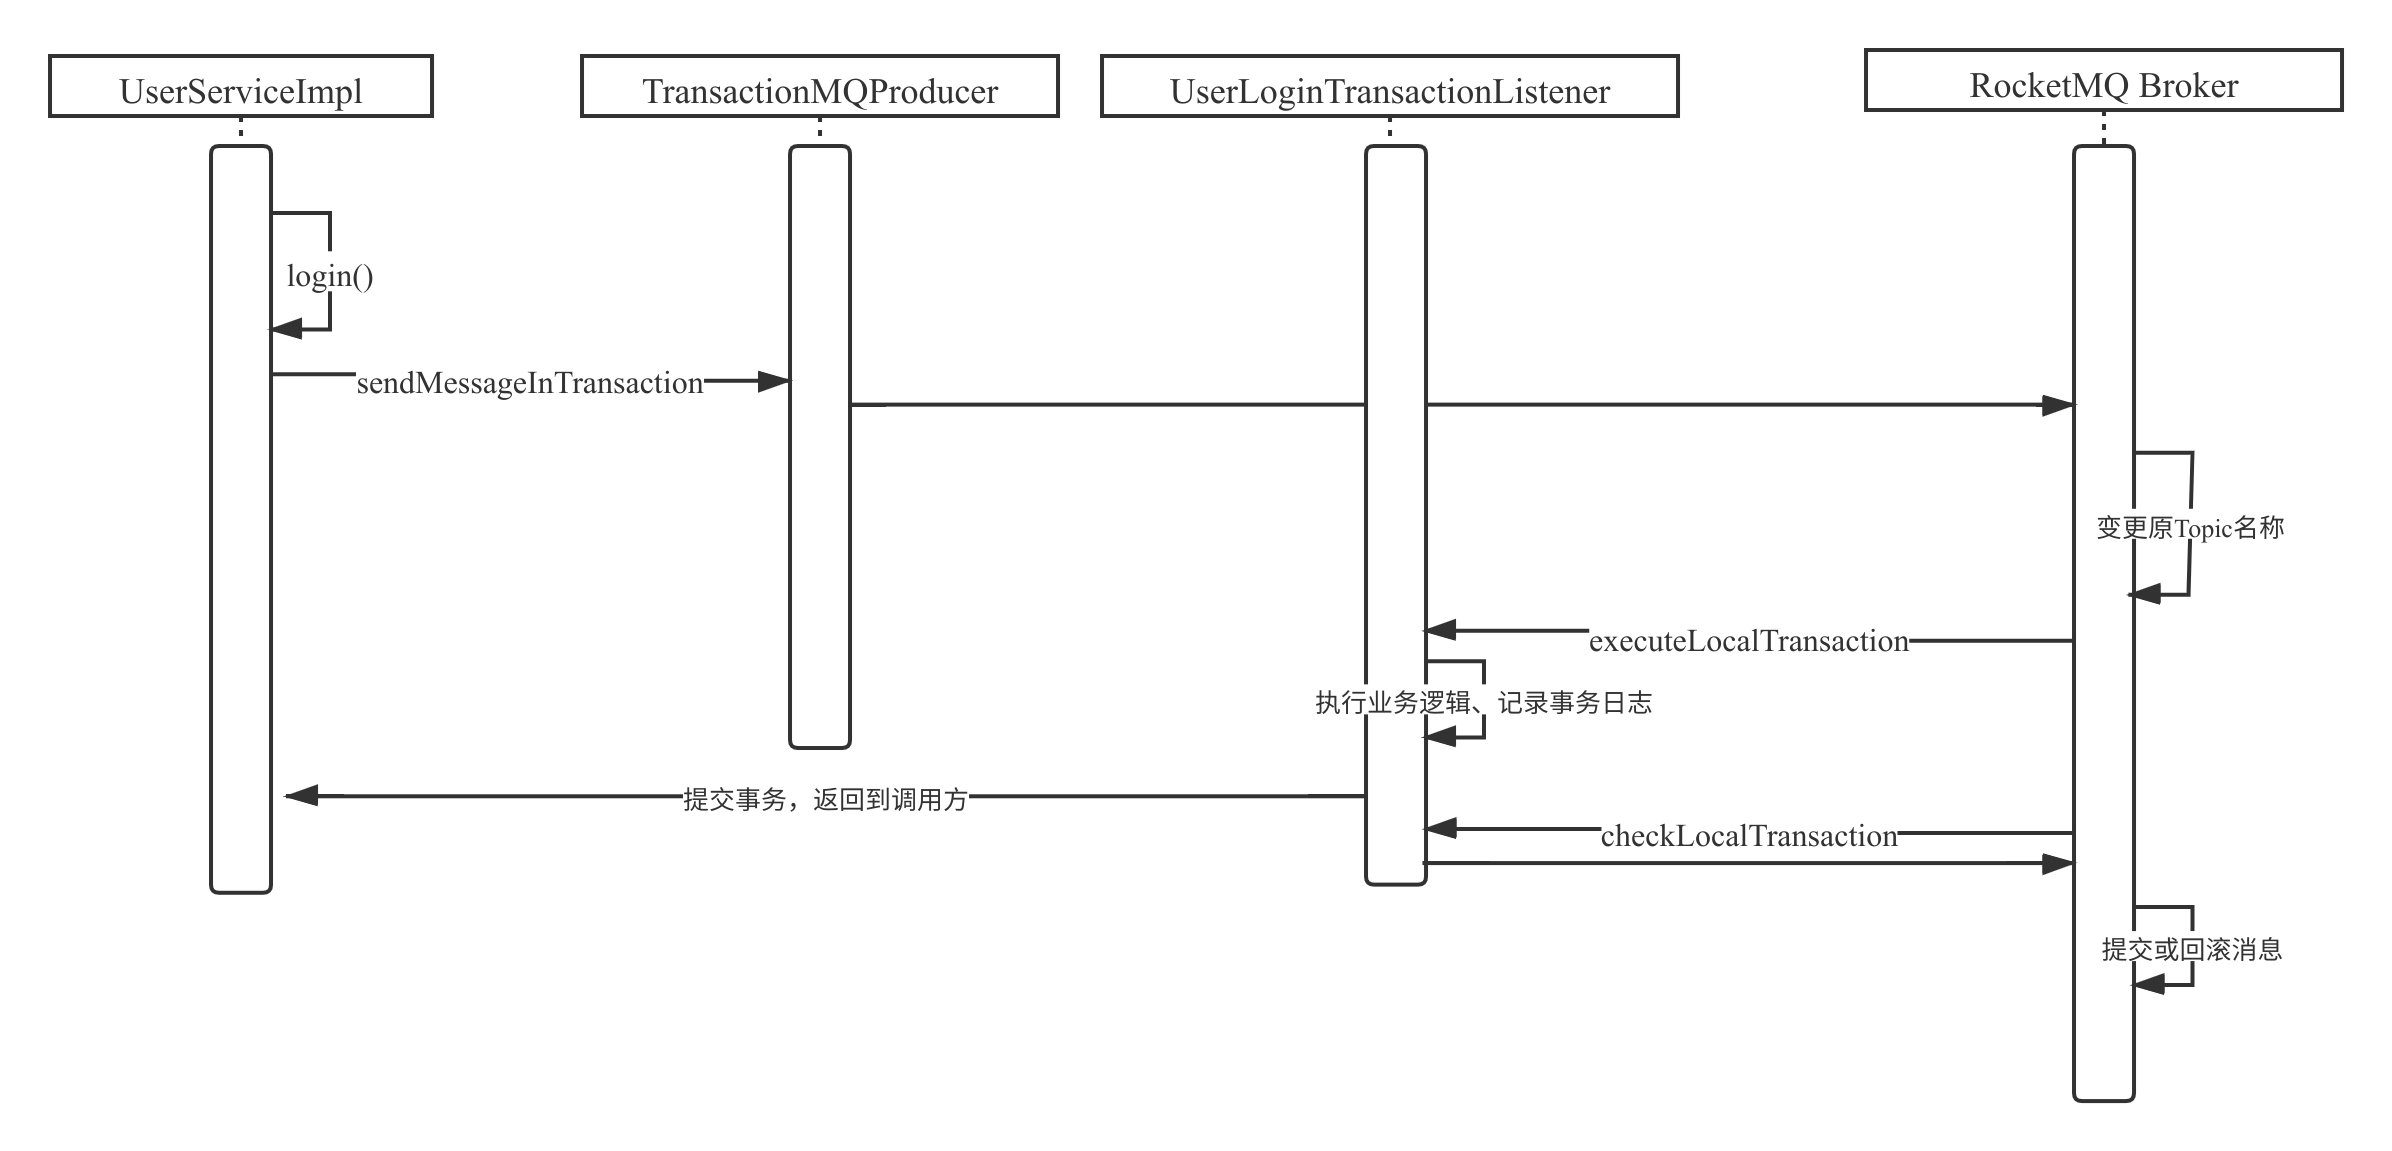 UserServiceImpl
TransactionMQProducer
UserLoginTransactionListener
RocketMQ Broker
login()
sendMessageInTransaction
变更原Topic名称
executeLocalTransaction
执行业务逻辑、记录事务日志
提交事务，返回到调用方
checkLocalTransaction
提交或回滚消息